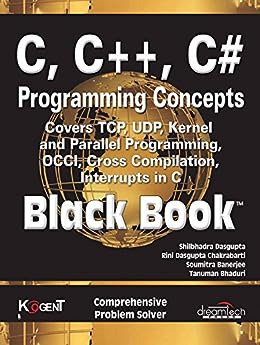 C, C++, C#
Programming Concepts
Covers TCP, UDP, Kernel
and Parallel Programming,
OCCI, Cross Compilation,
Interrupts in C
Black Book™
Shilbhadra Dasgupta
Rini Dasgupta Chakrabarti
Soumitra Banerjee
Tanuman Bhaduri
KOGENT
Comprehensive
Problem Solver
dreamtech
PRESS